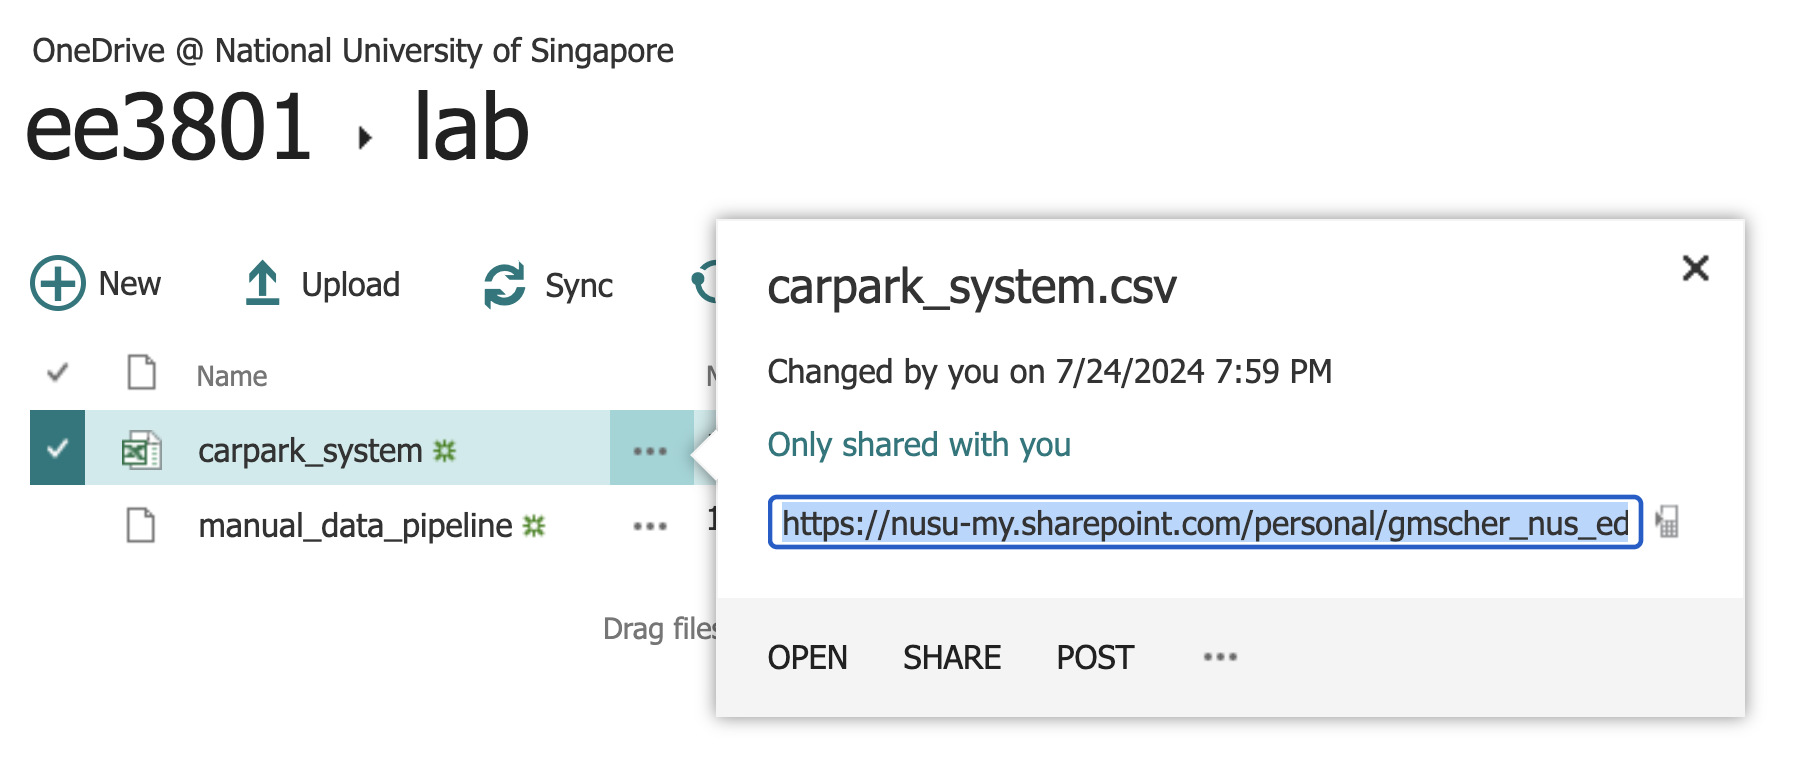 OneDrive @ National University of Singapore
ee3801 ▸ lab
New Upload Sync
Name
carpark_system
manual_data_pipeline
Drag files
carpark_system.csv
Changed by you on 7/24/2024 7:59 PM
Only shared with you
https://nusu-my.sharepoint.com/personal/gmscher_nus_ed
OPEN SHARE POST ...